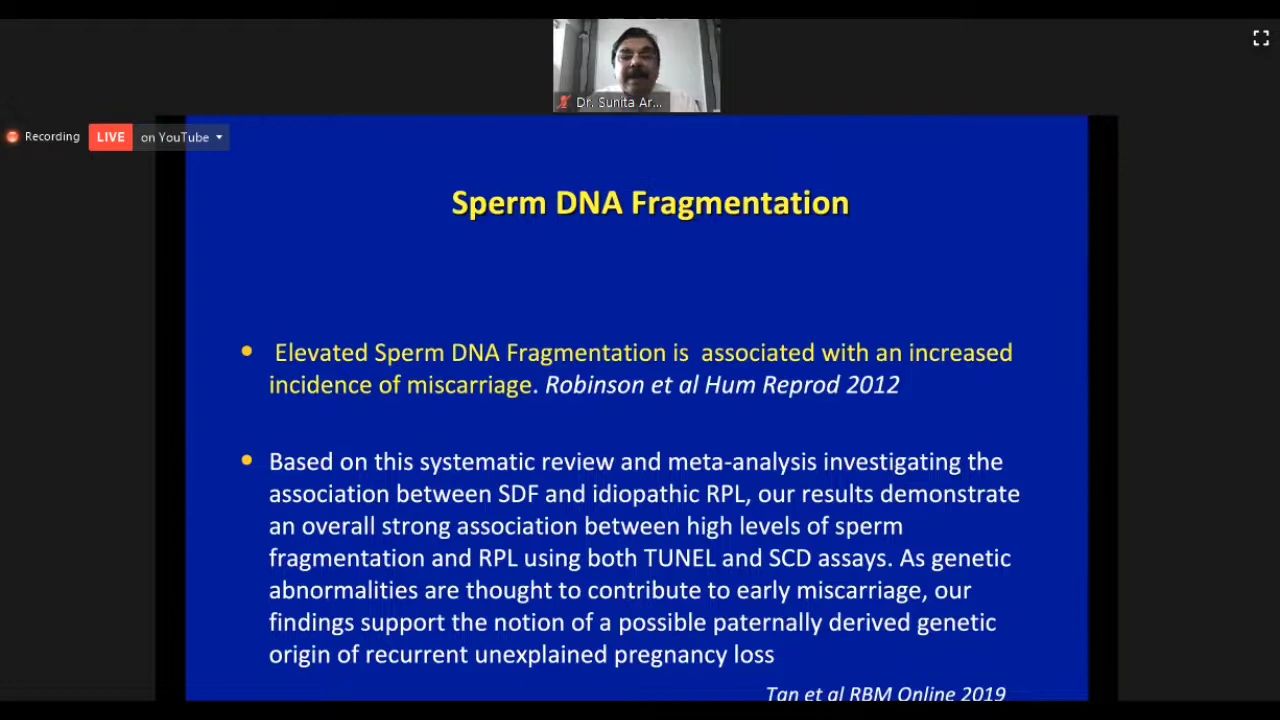 Dr. Sunita Ar...
Recording
LIVE
on YouTube
Sperm DNA Fragmentation
• Elevated Sperm DNA Fragmentation is associated with an increased
incidence of miscarriage. Robinson et al Hum Reprod 2012
• Based on this systematic review and meta-analysis investigating the
association between SDF and idiopathic RPL, our results demonstrate
an overall strong association between high levels of sperm
fragmentation and RPL using both TUNEL and SCD assays. As genetic
abnormalities are thought to contribute to early miscarriage, our
findings support the notion of a possible paternally derived genetic
origin of recurrent unexplained pregnancy loss
Tan et al RBM Online 2019